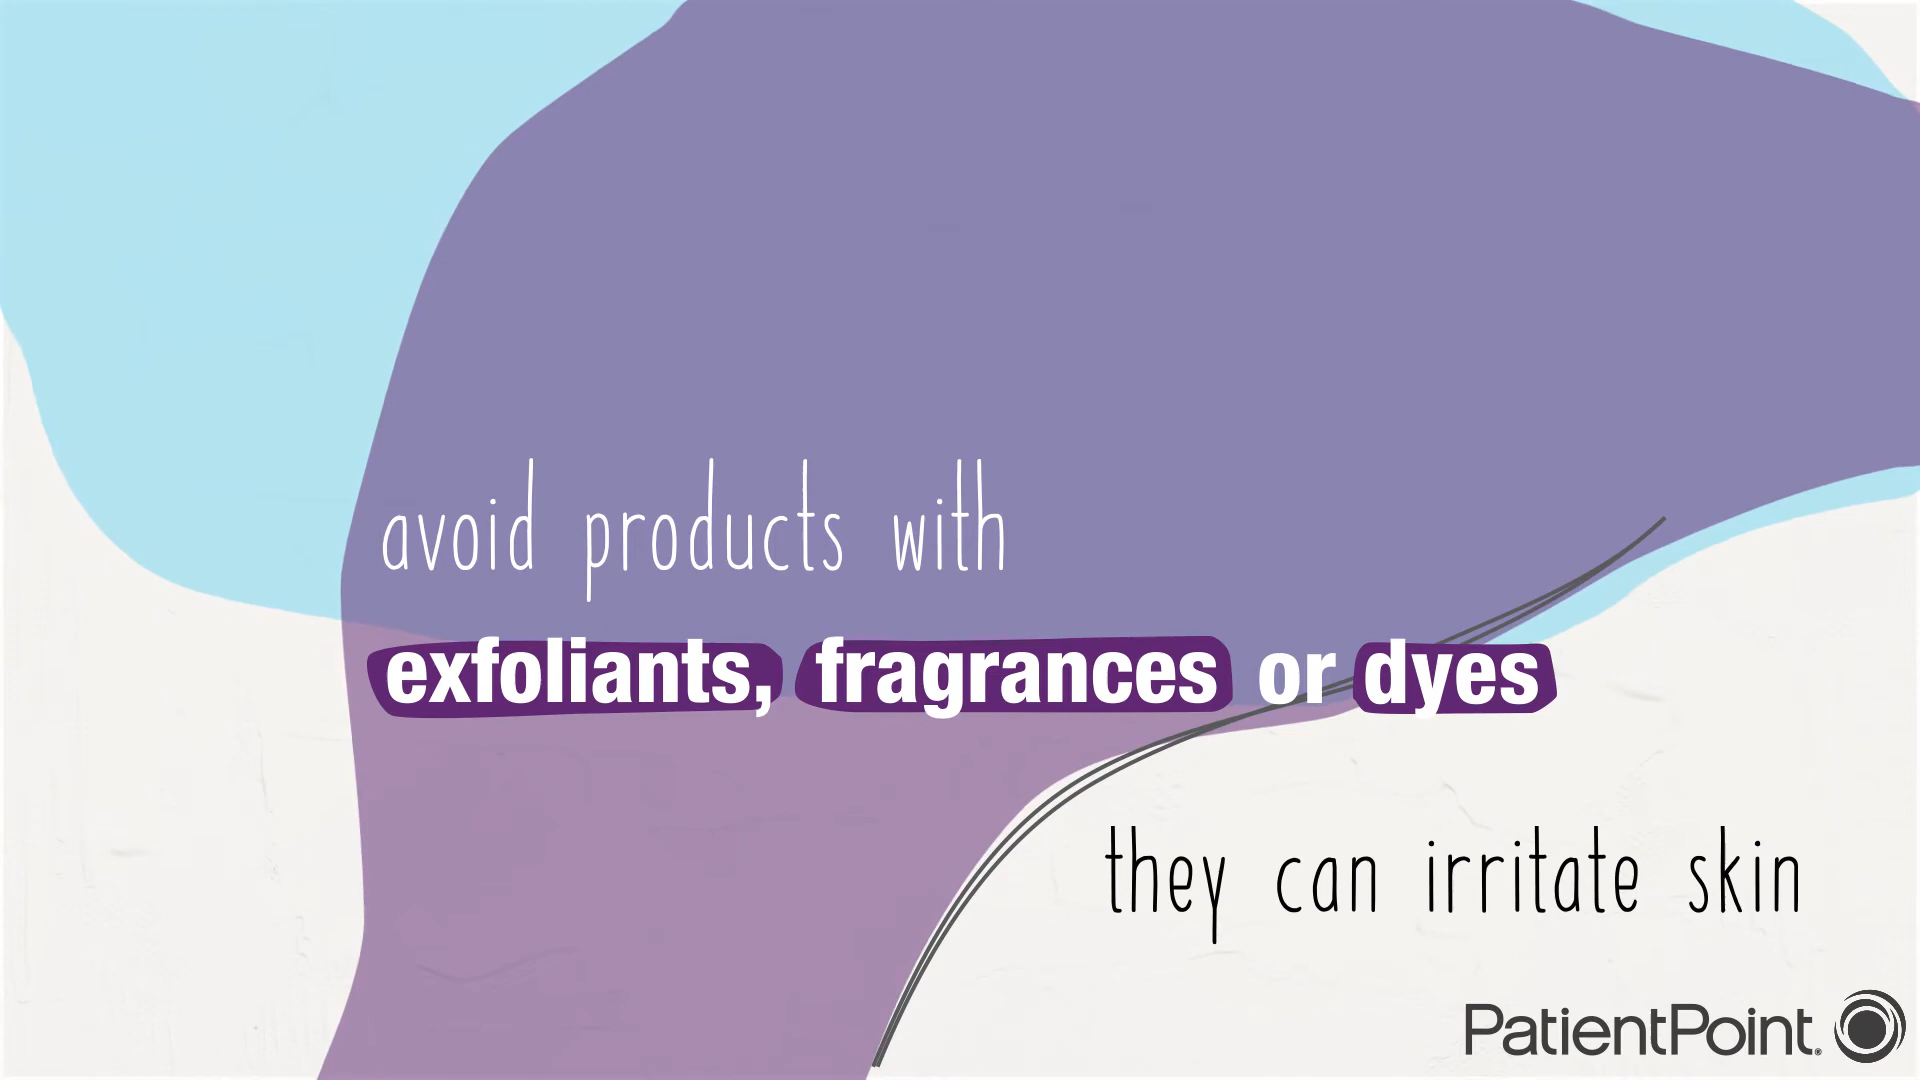 avoid products with
exfoliants, fragrances or dyes
they can irritate skin
PatientPoint®